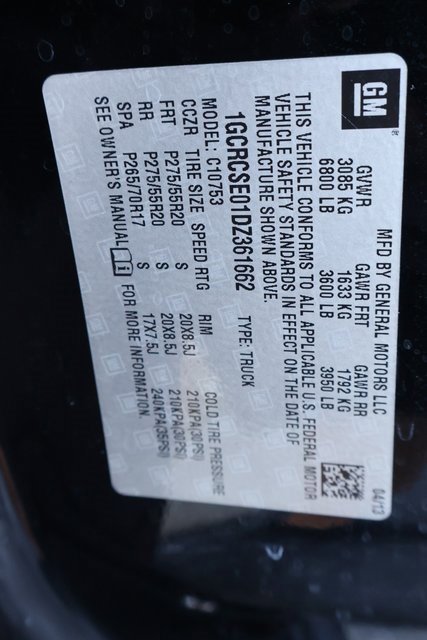 GM
MFD BY GENERAL MOTORS LLC 04/13
GVWR GAWR FRT GAWR RR
3085 KG 1633 KG 1792 KG
6800 LB 3600 LB 3950 LB
THIS VEHICLE CONFORMS TO ALL APPLICABLE U.S. FEDERAL MOTOR
VEHICLE SAFETY STANDARDS IN EFFECT ON THE DATE OF
MANUFACTURE SHOWN ABOVE.
1GCRCSE01DZ361662 TYPE: TRUCK
MODEL: C10753
CCZR TIRE SIZE SPEED RTG RIM COLD TIRE PRESSURE
FRT P275/55R20 S 20X8.5J 210KPA(30PSI)
RR P275/55R20 S 20X8.5J 210KPA(30PSI)
SPA P265/70R17 S 17X7.5J 240KPA(35PSI)
SEE OWNER'S MANUAL FOR MORE INFORMATION.